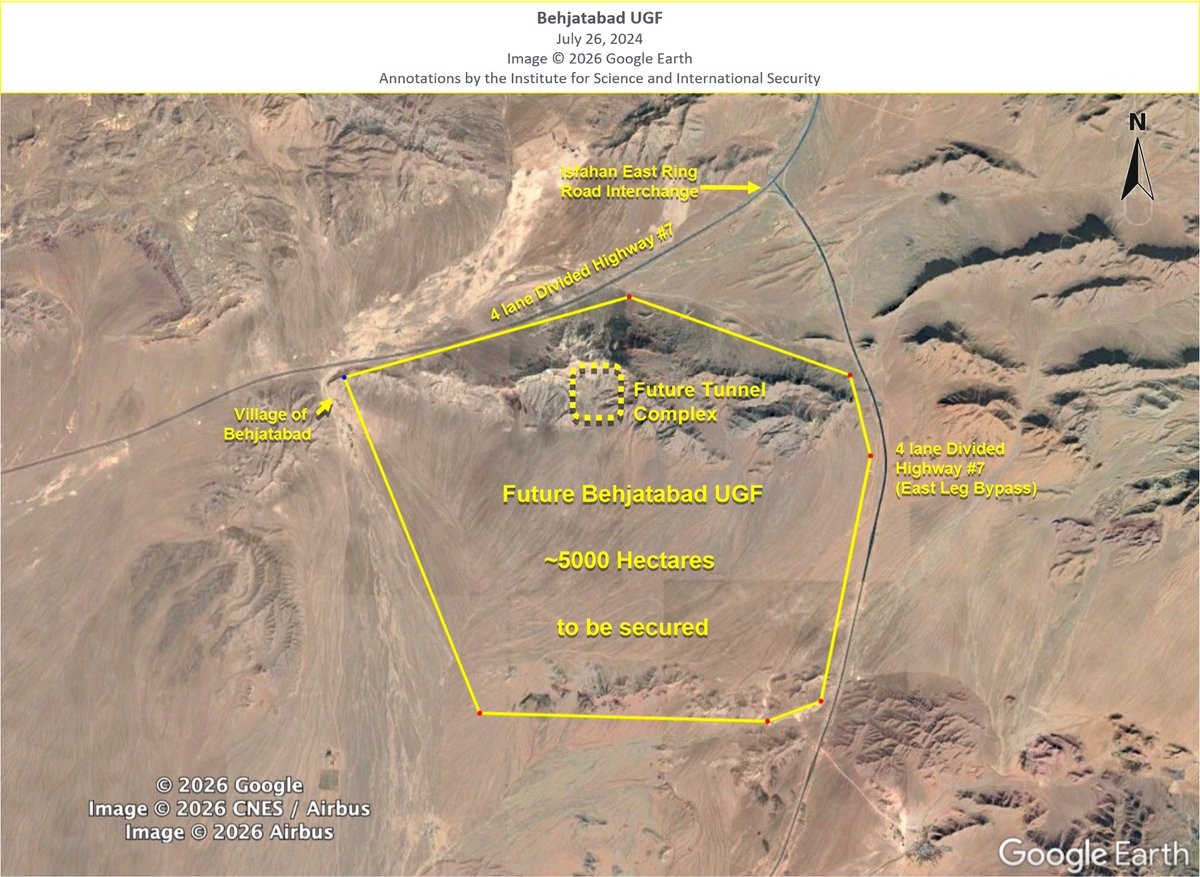 Behjatabad UGF
July 26, 2024
Image © 2026 Google Earth
Annotations by the Institute for Science and International Security
N
Isfahan East Ring
Road Interchange
4 lane Divided Highway #7
Future Tunnel
Complex
Village of
Behjatabad
4 lane Divided
Highway #7
(East Leg Bypass)
Future Behjatabad UGF
~5000 Hectares
to be secured
© 2026 Google
Image © 2026 CNES / Airbus
Image © 2026 Airbus
Google Earth